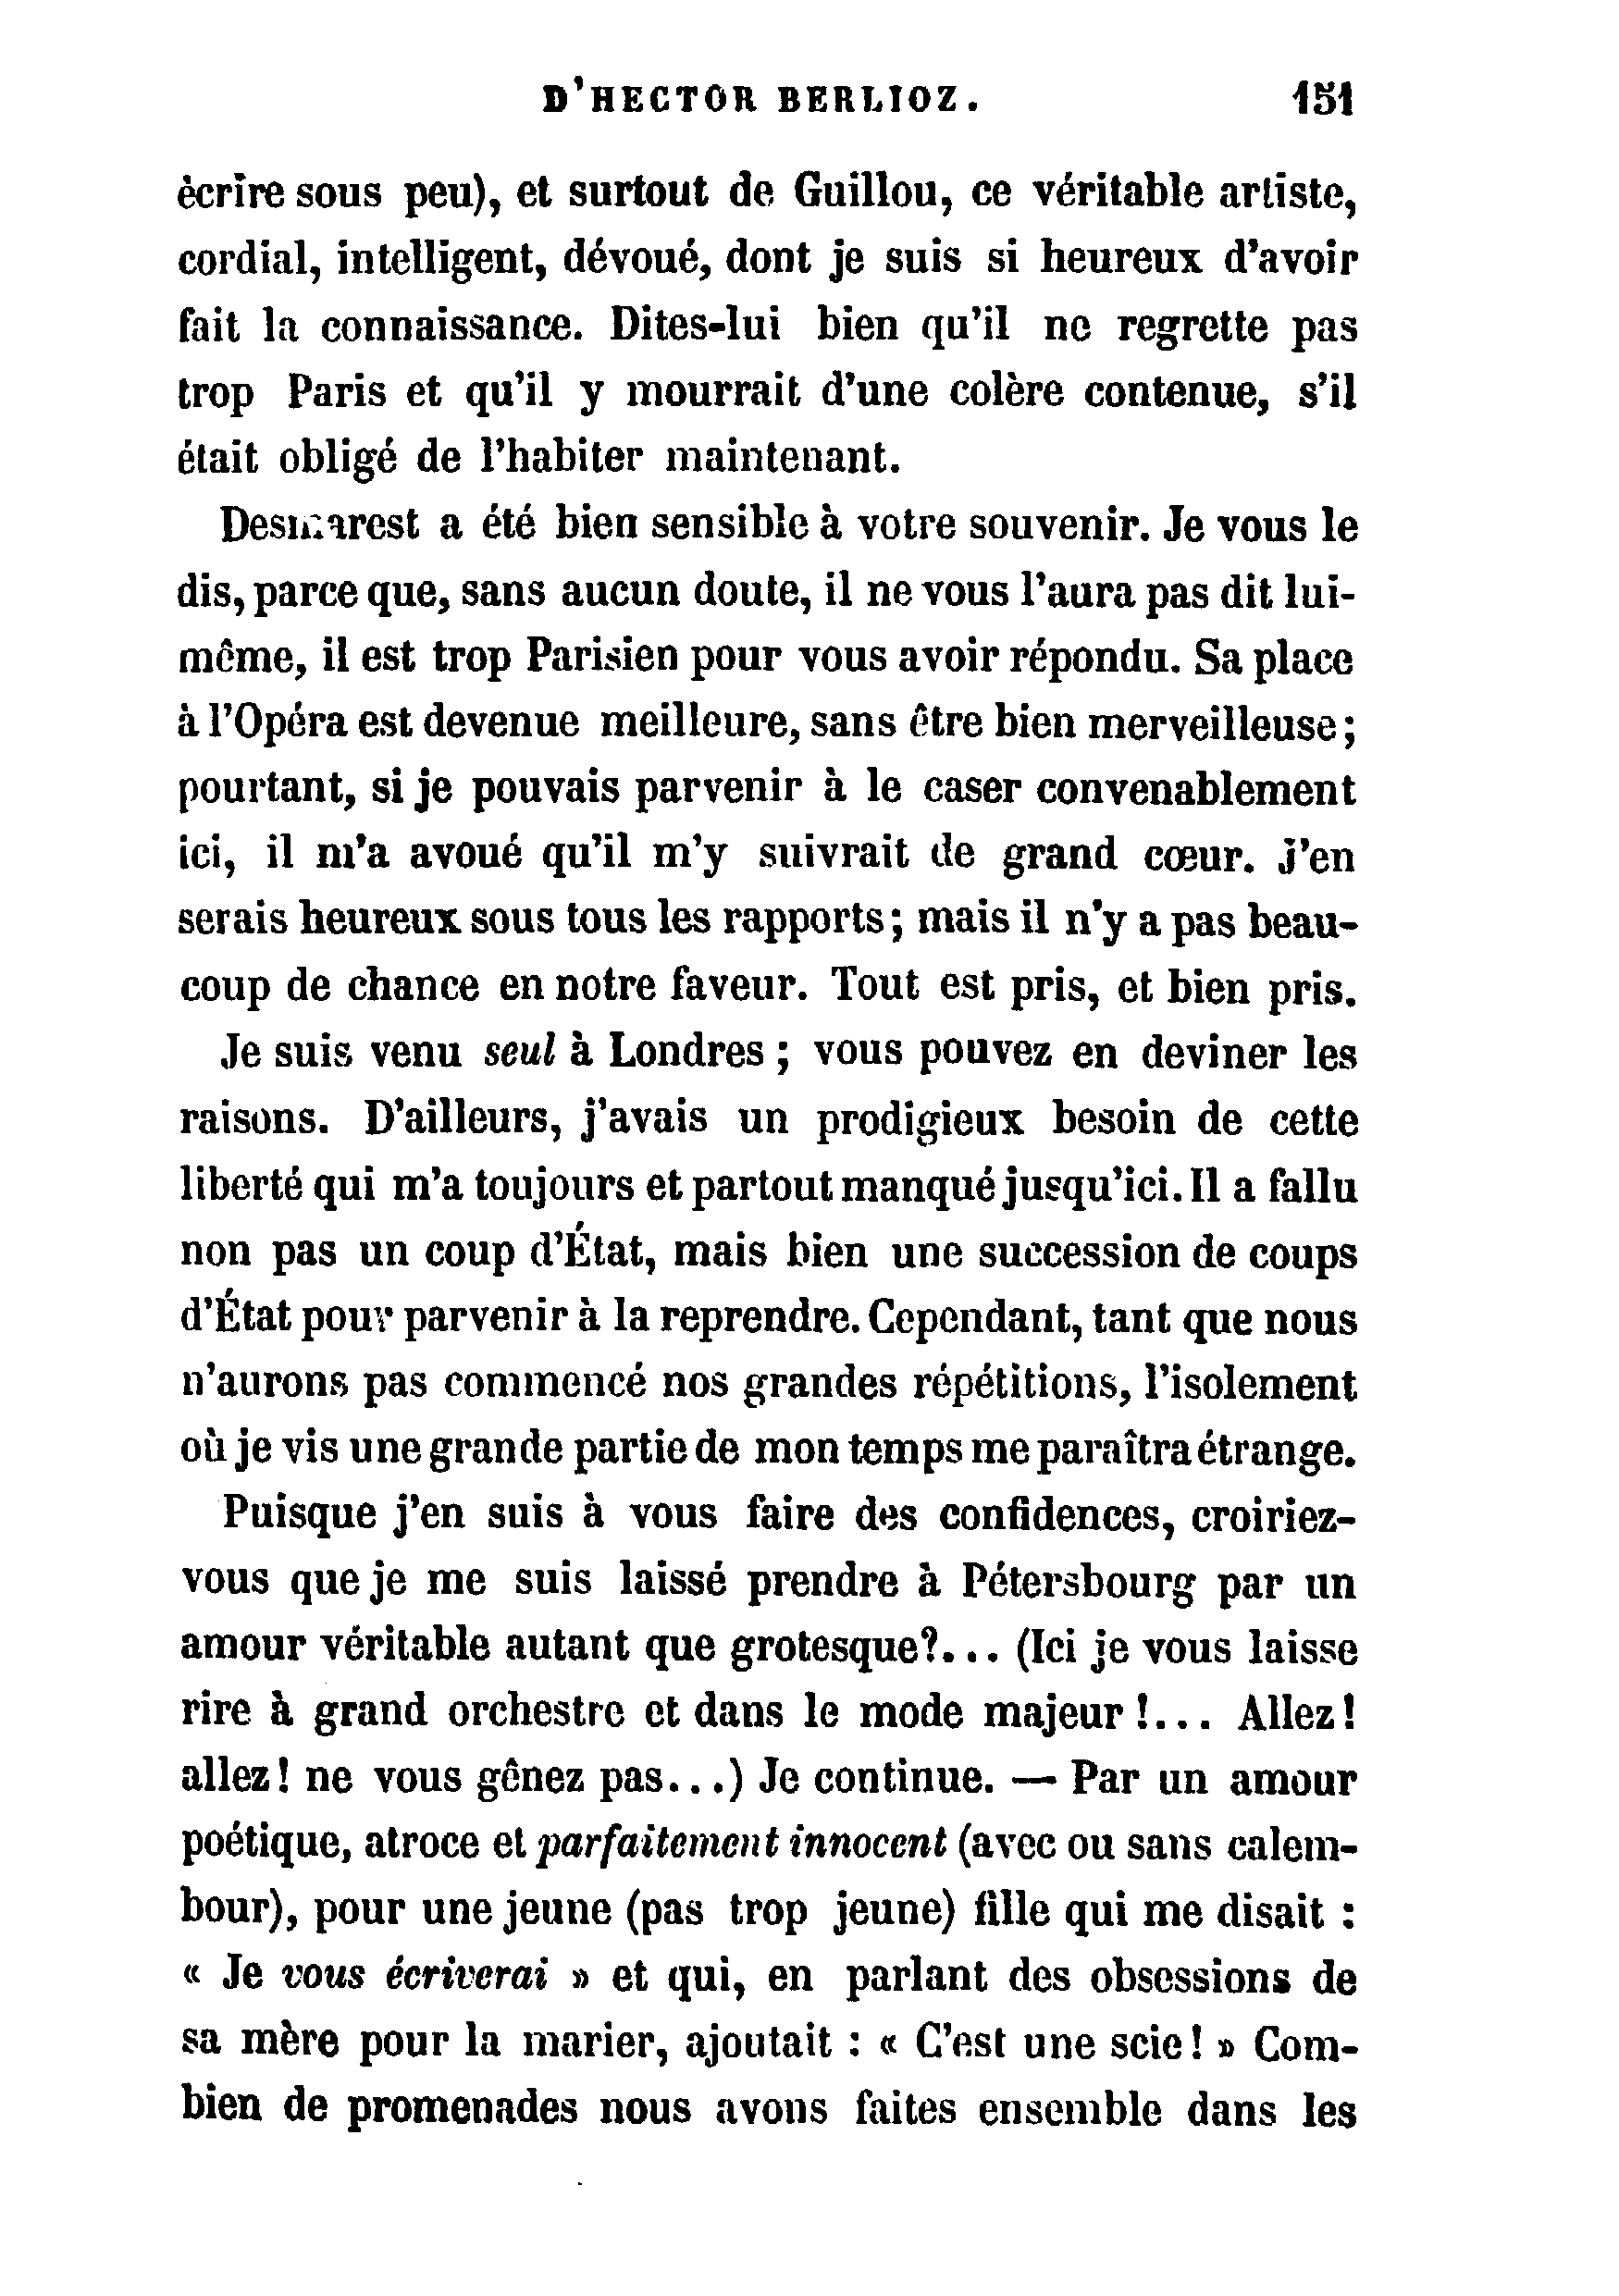 D'HECTOR BERLIOZ. 151
écrire sous peu), et surtout de Guillou, ce véritable artiste,
cordial, intelligent, dévoué, dont je suis si heureux d'avoir
fait la connaissance. Dites-lui bien qu'il ne regrette pas
trop Paris et qu'il y mourrait d'une colère contenue, s'il
était obligé de l'habiter maintenant.
Desmarest a été bien sensible à votre souvenir. Je vous le
dis, parce que, sans aucun doute, il ne vous l'aura pas dit lui-
même, il est trop Parisien pour vous avoir répondu. Sa place
à l'Opéra est devenue meilleure, sans être bien merveilleuse;
pourtant, si je pouvais parvenir à le caser convenablement
ici, il m'a avoué qu'il m'y suivrait de grand cœur. J'en
serais heureux sous tous les rapports; mais il n'y a pas beau-
coup de chance en notre faveur. Tout est pris, et bien pris.
Je suis venu seul à Londres ; vous pouvez en deviner les
raisons. D'ailleurs, j'avais un prodigieux besoin de cette
liberté qui m'a toujours et partout manqué jusqu'ici. Il a fallu
non pas un coup d'État, mais bien une succession de coups
d'État pour parvenir à la reprendre. Cependant, tant que nous
n'aurons pas commencé nos grandes répétitions, l'isolement
où je vis une grande partie de mon temps me paraîtra étrange.
Puisque j'en suis à vous faire des confidences, croiriez-
vous que je me suis laissé prendre à Pétersbourg par un
amour véritable autant que grotesque?... (Ici je vous laisse
rire à grand orchestre et dans le mode majeur !... Allez!
allez! ne vous gênez pas...) Je continue. — Par un amour
poétique, atroce et parfaitement innocent (avec ou sans calem-
bour), pour une jeune (pas trop jeune) fille qui me disait :
« Je vous écriverai » et qui, en parlant des obsessions de
sa mère pour la marier, ajoutait : « C'est une scie! » Com-
bien de promenades nous avons faites ensemble dans les